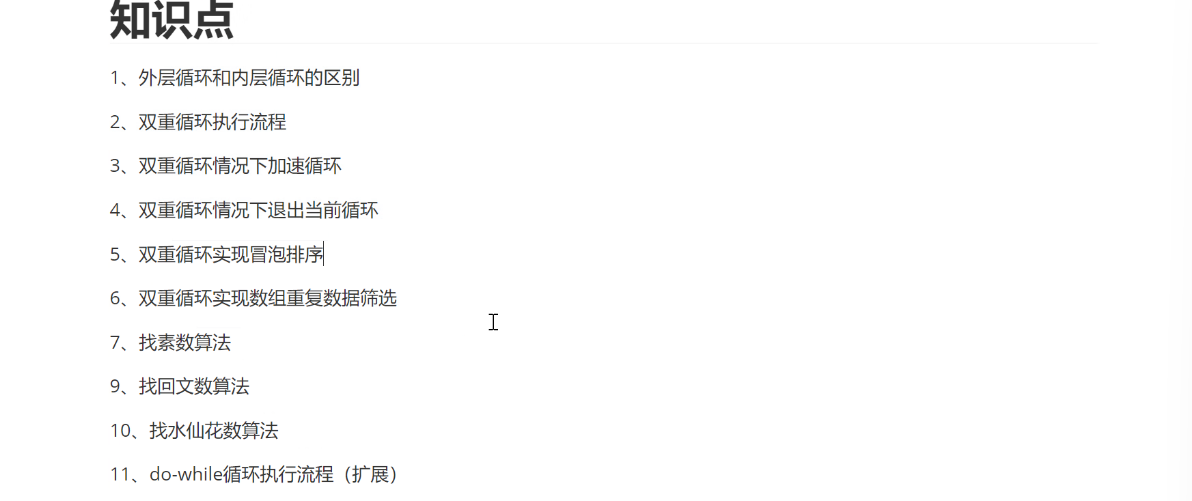 知识点
1、外层循环和内层循环的区别
2、双重循环执行流程
3、双重循环情况下加速循环
4、双重循环情况下退出当前循环
5、双重循环实现冒泡排序
6、双重循环实现数组重复数据筛选
7、找素数算法
9、找回文数算法
10、找水仙花数算法
11、do-while循环执行流程（扩展）